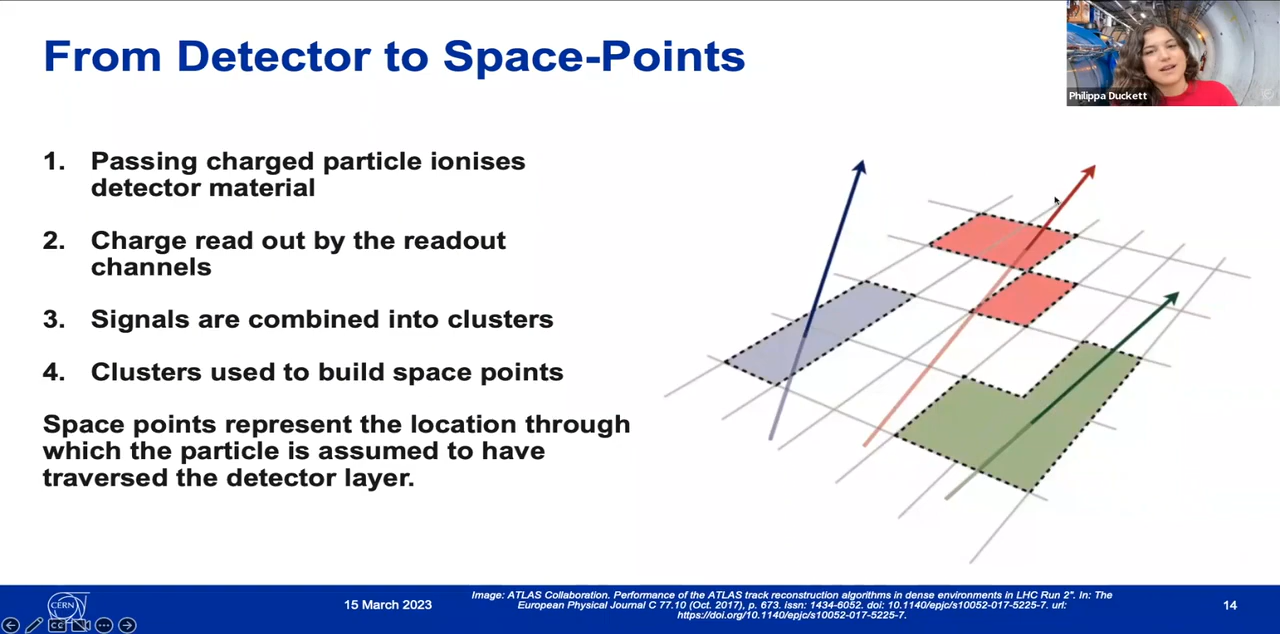 From Detector to Space-Points
Philippa Duckett
1. Passing charged particle ionises
detector material
2. Charge read out by the readout
channels
3. Signals are combined into clusters
4. Clusters used to build space points
Space points represent the location through
which the particle is assumed to have
traversed the detector layer.
CERN
15 March 2023
Image: ATLAS Collaboration. Performance of the ATLAS track reconstruction algorithms in dense environments in LHC Run 2". In: The
European Physical Journal C 77.10 (Oct. 2017), p. 673. issn: 1434-6052. doi: 10.1140/epjc/s10052-017-5225-7. url:
https://doi.org/10.1140/epjc/s10052-017-5225-7.
14
CC